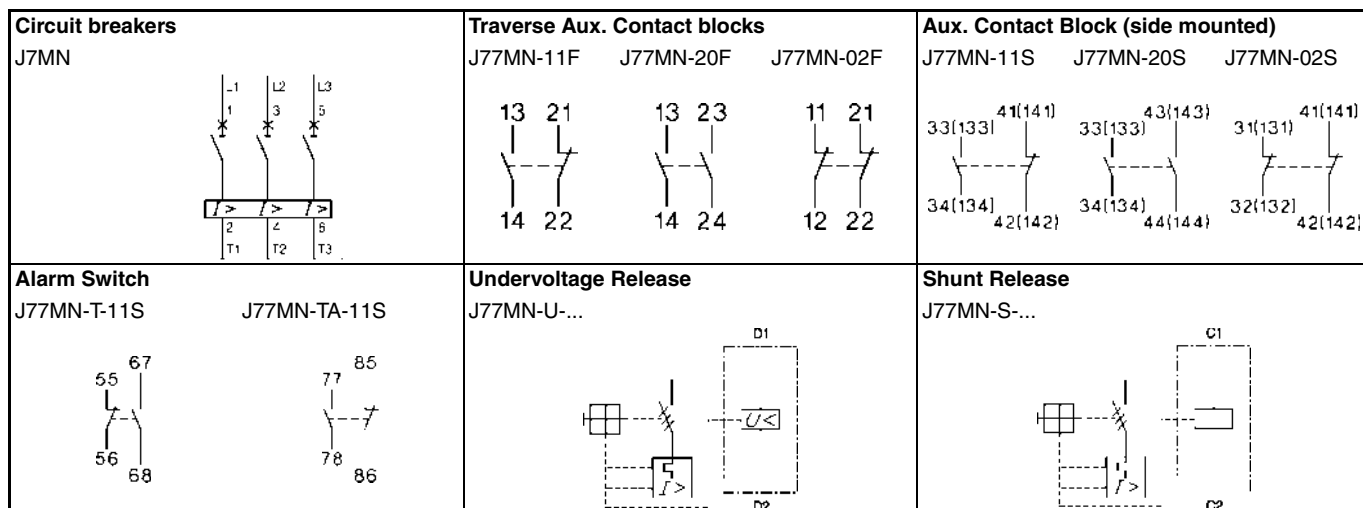 Circuit breakers
J7MN
L1 L2 L3
1 3 5
I > I > I >
2 4 6
T1 T2 T3
Traverse Aux. Contact blocks
J77MN-11F J77MN-20F J77MN-02F
13 21 13 23 11 21
14 22 14 24 12 22
Aux. Contact Block (side mounted)
J77MN-11S J77MN-20S J77MN-02S
41(141) 43(143) 41(141)
33(133) 33(133) 31(131)
34(134) 34(134) 32(132)
42(142) 44(144) 42(142)
Alarm Switch
J77MN-T-11S J77MN-TA-11S
67 85
55 77
56 78
68 86
Undervoltage Release
J77MN-U-...
D1
U<
I >
D2
Shunt Release
J77MN-S-...
C1
I >
C2